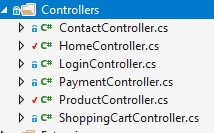 Controllers
C# ContactController.cs
C# HomeController.cs
C# LoginController.cs
C# PaymentController.cs
C# ProductController.cs
C# ShoppingCartController.cs